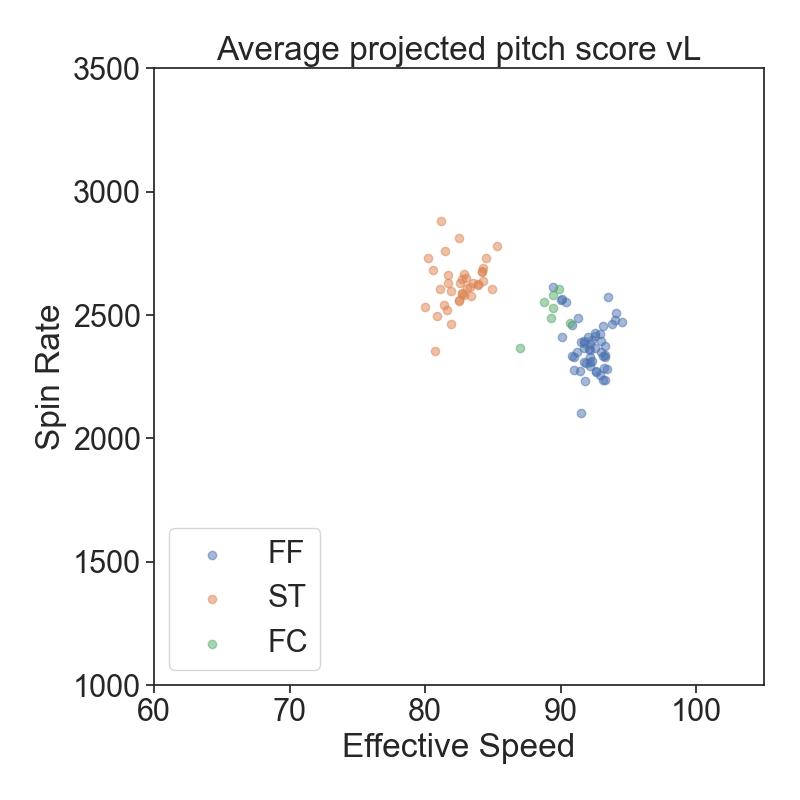 Average projected pitch score vL
3500
3000
2500
2000
1500
1000
Spin Rate
FF
ST
FC
60 70 80 90 100
Effective Speed